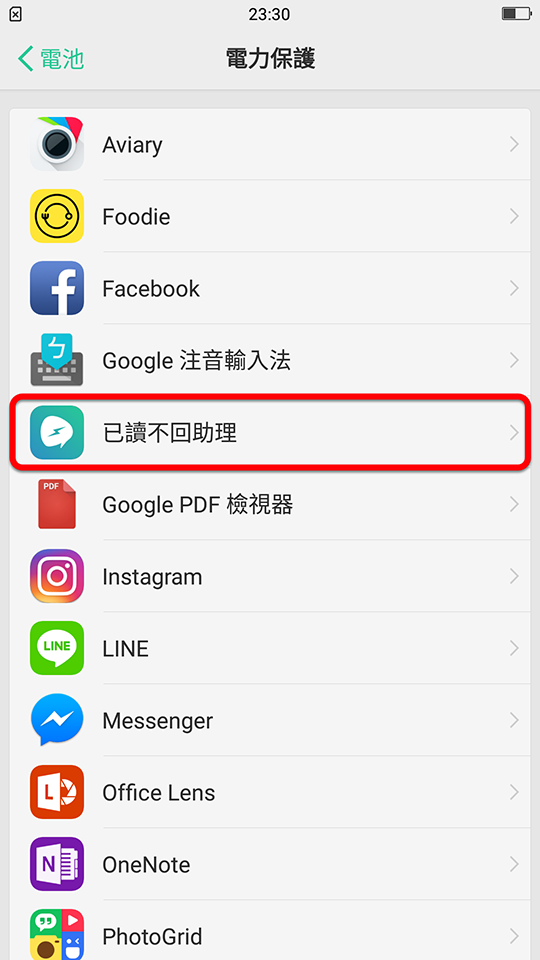 23:30
電池
電力保護
Aviary
Foodie
Facebook
ㄅ
Google 注音輸入法
已讀不回助理
PDF
Google PDF 檢視器
Instagram
LINE
LINE
Messenger
L
Office Lens
N
OneNote
PhotoGrid